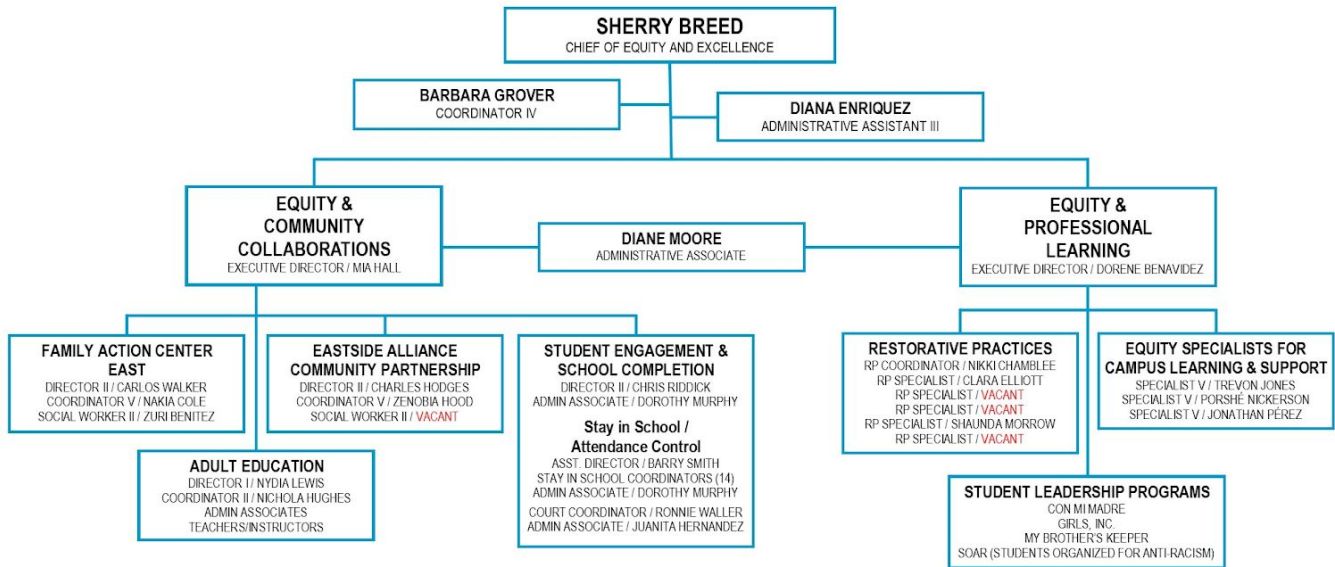 SHERRY BREED
CHIEF OF EQUITY AND EXCELLENCE
BARBARA GROVER
COORDINATOR IV
DIANA ENRIQUEZ
ADMINISTRATIVE ASSISTANT III
EQUITY &
COMMUNITY
COLLABORATIONS
EXECUTIVE DIRECTOR / MIA HALL
DIANE MOORE
ADMINISTRATIVE ASSOCIATE
EQUITY &
PROFESSIONAL
LEARNING
EXECUTIVE DIRECTOR / DORENE BENAVIDEZ
FAMILY ACTION CENTER
EAST
DIRECTOR II / CARLOS WALKER
COORDINATOR V / NAKIA COLE
SOCIAL WORKER II / ZURI BENITEZ
EASTSIDE ALLIANCE
COMMUNITY PARTNERSHIP
DIRECTOR II / CHARLES HODGES
COORDINATOR V / ZENOBIA HOOD
SOCIAL WORKER II / VACANT
STUDENT ENGAGEMENT &
SCHOOL COMPLETION
DIRECTOR II / CHRIS RIDDICK
ADMIN ASSOCIATE / DOROTHY MURPHY
Stay in School /
Attendance Control
ASST. DIRECTOR / BARRY SMITH
STAY IN SCHOOL COORDINATORS (14)
ADMIN ASSOCIATE / DOROTHY MURPHY
COURT COORDINATOR / RONNIE WALLER
ADMIN ASSOCIATE / JUANITA HERNANDEZ
RESTORATIVE PRACTICES
RP COORDINATOR / NIKKI CHAMBLEE
RP SPECIALIST / CLARA ELLIOTT
RP SPECIALIST / VACANT
RP SPECIALIST / VACANT
RP SPECIALIST / SHAUNDA MORROW
RP SPECIALIST / VACANT
EQUITY SPECIALISTS FOR
CAMPUS LEARNING & SUPPORT
SPECIALIST V / TREVON JONES
SPECIALIST V / PORSHÉ NICKERSON
SPECIALIST V / JONATHAN PÉREZ
ADULT EDUCATION
DIRECTOR I / NYDIA LEWIS
COORDINATOR II / NICHOLA HUGHES
ADMIN ASSOCIATES
TEACHERS/INSTRUCTORS
STUDENT LEADERSHIP PROGRAMS
CON MI MADRE
GIRLS, INC.
MY BROTHER'S KEEPER
SOAR (STUDENTS ORGANIZED FOR ANTI-RACISM)